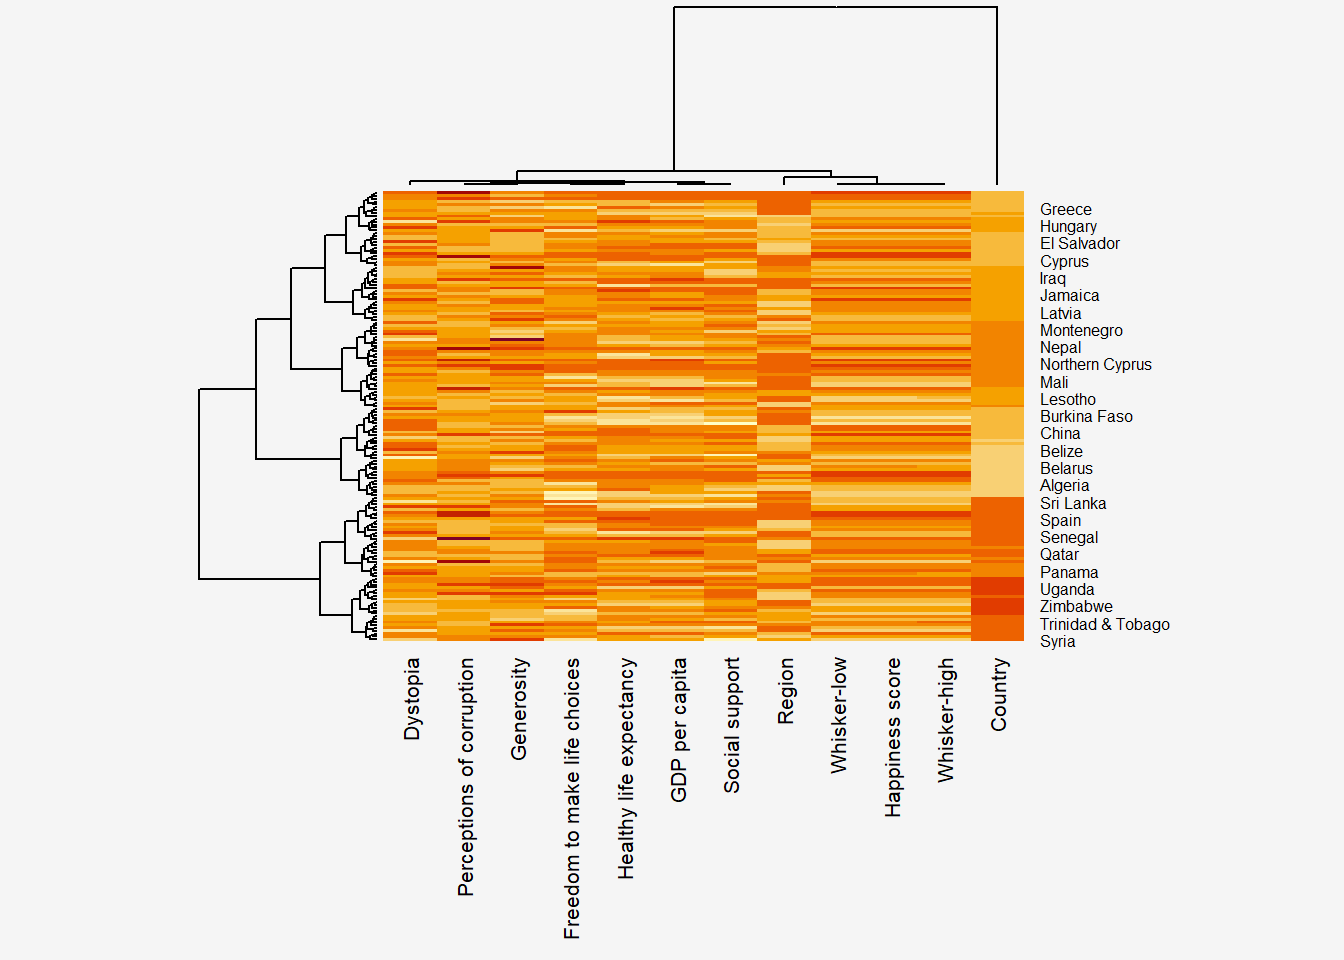 Greece
Hungary
El Salvador
Cyprus
Iraq
Jamaica
Latvia
Montenegro
Nepal
Northern Cyprus
Mali
Lesotho
Burkina Faso
China
Belize
Belarus
Algeria
Sri Lanka
Spain
Senegal
Qatar
Panama
Uganda
Zimbabwe
Trinidad & Tobago
Syria
Dystopia
Perceptions of corruption
Generosity
Freedom to make life choices
Healthy life expectancy
GDP per capita
Social support
Region
Whisker-low
Happiness score
Whisker-high
Country